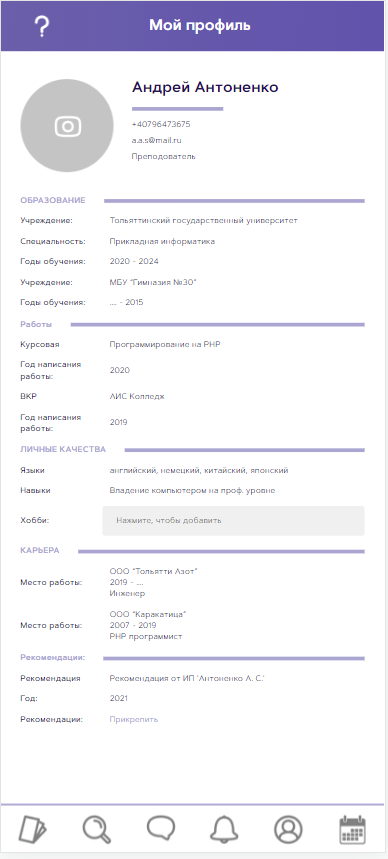 ?
Мой профиль
Андрей Антоненко
+40796473675
a.a.s@mail.ru
Преподователь
ОБРАЗОВАНИЕ
Учреждение: Тольяттинский государственный университет
Специальность: Прикладная информатика
Годы обучения: 2020 - 2024
Учреждение: МБУ "Гимназия №30"
Годы обучения: ... - 2015
Работы
Курсовая Программирование на PHP
Год написания
работы: 2020
ВКР АИС Колледж
Год написания
работы: 2019
ЛИЧНЫЕ КАЧЕСТВА
Языки английский, немецкий, китайский, японский
Навыки Владение компьютером на проф. уровне
Хобби: Нажмите, чтобы добавить
КАРЬЕРА
Место работы: ООО "Тольятти Азот"
2019 - ...
Инженер
Место работы: ООО "Каракатица"
2007 - 2019
PHP программист
Рекомендации:
Рекомендация Рекомендация от ИП 'Антоненко А. С.'
Год: 2021
Рекомендации: Прикрепить